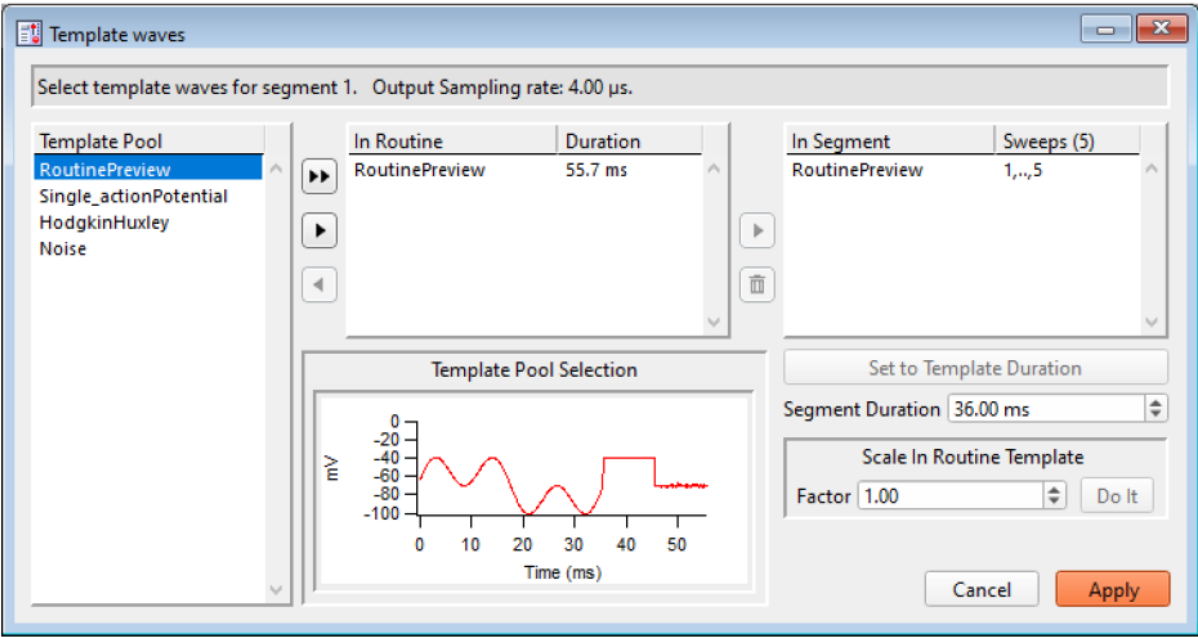 Template waves
Select template waves for segment 1. Output Sampling rate: 4.00 µs.
Template Pool
RoutinePreview
Single_actionPotential
HodgkinHuxley
Noise
In Routine Duration
RoutinePreview 55.7 ms
In Segment Sweeps (5)
RoutinePreview 1,..,5
Template Pool Selection
mV
0
-20
-40
-60
-80
-100
0 10 20 30 40 50
Time (ms)
Set to Template Duration
Segment Duration 36.00 ms
Scale In Routine Template
Factor 1.00 Do It
Cancel Apply